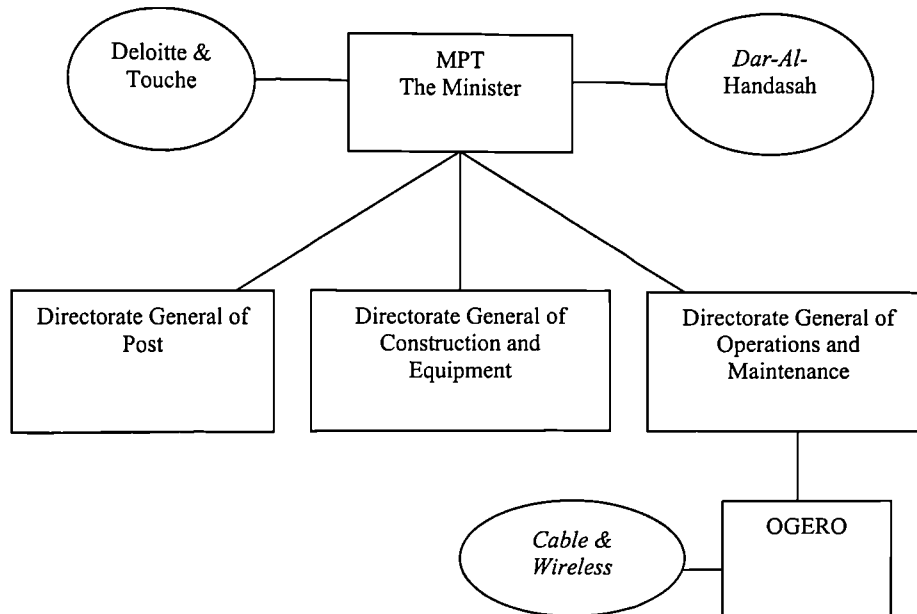 Deloitte &
Touche
MPT
The Minister
Dar-Al-
Handasah
Directorate General of
Post
Directorate General of
Construction and
Equipment
Directorate General of
Operations and
Maintenance
Cable &
Wireless
OGERO